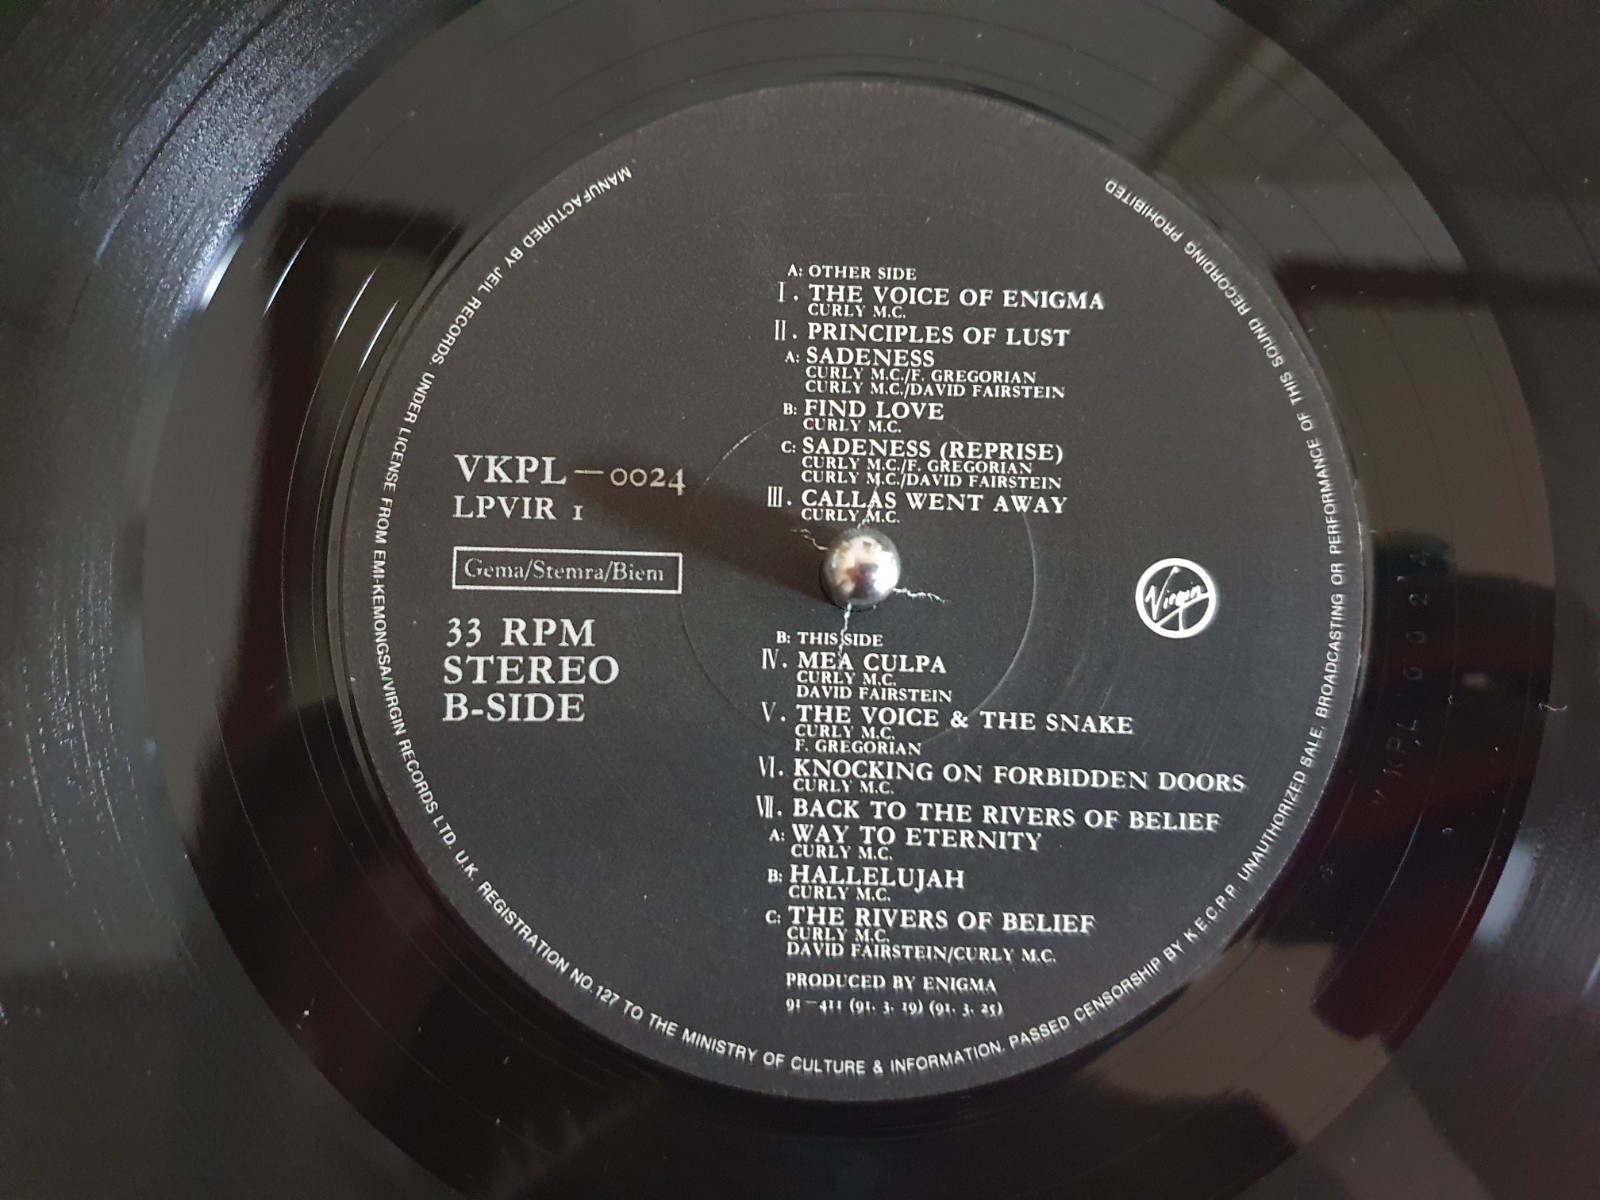 MANUFACTURED BY JEIL RECORDS. UNDER LICENSE FROM EMI-KEMONGSA/VIRGIN RECORDS LTD. U.K. REGISTRATION NO.127 TO THE MINISTRY OF CULTURE & INFORMATION. PASSED CENSORSHIP BY K.E.C.P.P. UNAUTHORIZED SALE, BROADCASTING OR PERFORMANCE OF THIS SOUND RECORDING PROHIBITED
VKPL—0024
LPVIR 1
Gema/Stemra/Biem
33 RPM
STEREO
B-SIDE
A: OTHER SIDE
I. THE VOICE OF ENIGMA
CURLY M.C.
II. PRINCIPLES OF LUST
A: SADENESS
CURLY M.C./F. GREGORIAN
CURLY M.C./DAVID FAIRSTEIN
B: FIND LOVE
CURLY M.C.
C: SADENESS (REPRISE)
CURLY M.C./F. GREGORIAN
CURLY M.C./DAVID FAIRSTEIN
III. CALLAS WENT AWAY
CURLY M.C.
Virgin
B: THIS SIDE
IV. MEA CULPA
CURLY M.C.
DAVID FAIRSTEIN
V. THE VOICE & THE SNAKE
CURLY M.C.
F. GREGORIAN
VI. KNOCKING ON FORBIDDEN DOORS
CURLY M.C.
VII. BACK TO THE RIVERS OF BELIEF
A: WAY TO ETERNITY
CURLY M.C.
B: HALLELUJAH
CURLY M.C.
C: THE RIVERS OF BELIEF
CURLY M.C.
DAVID FAIRSTEIN/CURLY M.C.
PRODUCED BY ENIGMA
91—411 (91. 3. 19) (91. 3. 25)